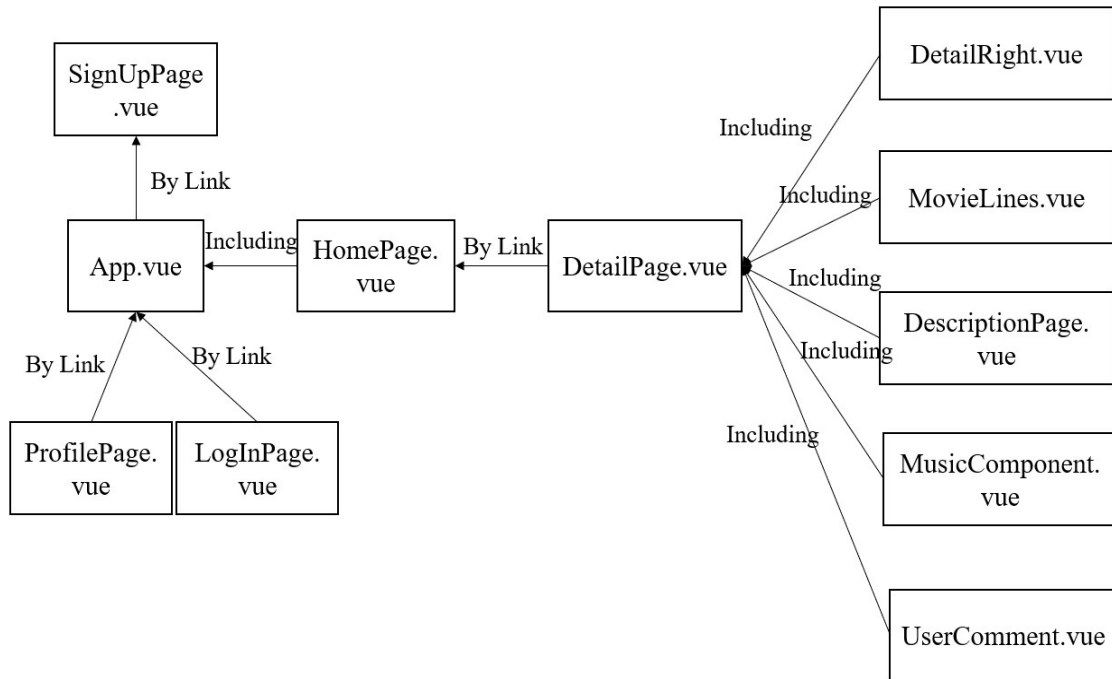 SignUpPage
.vue
By Link
App.vue
Including
HomePage.
vue
By Link
DetailPage.vue
By Link
By Link
ProfilePage.
vue
LogInPage.
vue
Including
DetailRight.vue
Including
MovieLines.vue
Including
DescriptionPage.
vue
Including
MusicComponent.
vue
Including
UserComment.vue